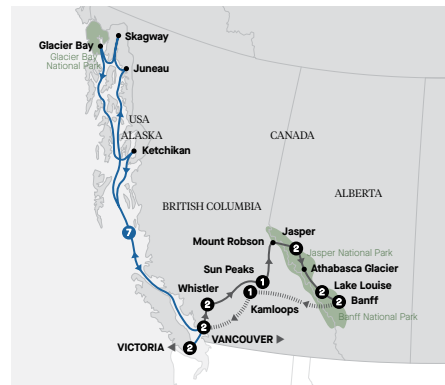 Skagway
Glacier Bay
Glacier Bay
National Park
Juneau
USA
ALASKA
CANADA
Ketchikan
ALBERTA
BRITISH COLUMBIA
7
Jasper
2
Mount Robson
Jasper National Park
Athabasca Glacier
Sun Peaks
1
Whistler
2
1
Kamloops
Lake Louise
2
Banff
2
Banff National Park
2
VANCOUVER
VICTORIA
2